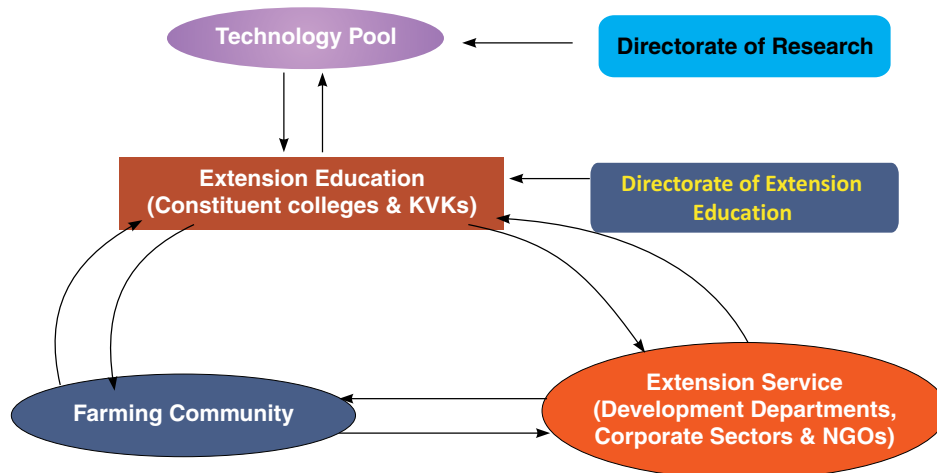 Technology Pool
Directorate of Research
Extension Education
(Constituent colleges & KVKs)
Directorate of Extension
Education
Farming Community
Extension Service
(Development Departments,
Corporate Sectors & NGOs)